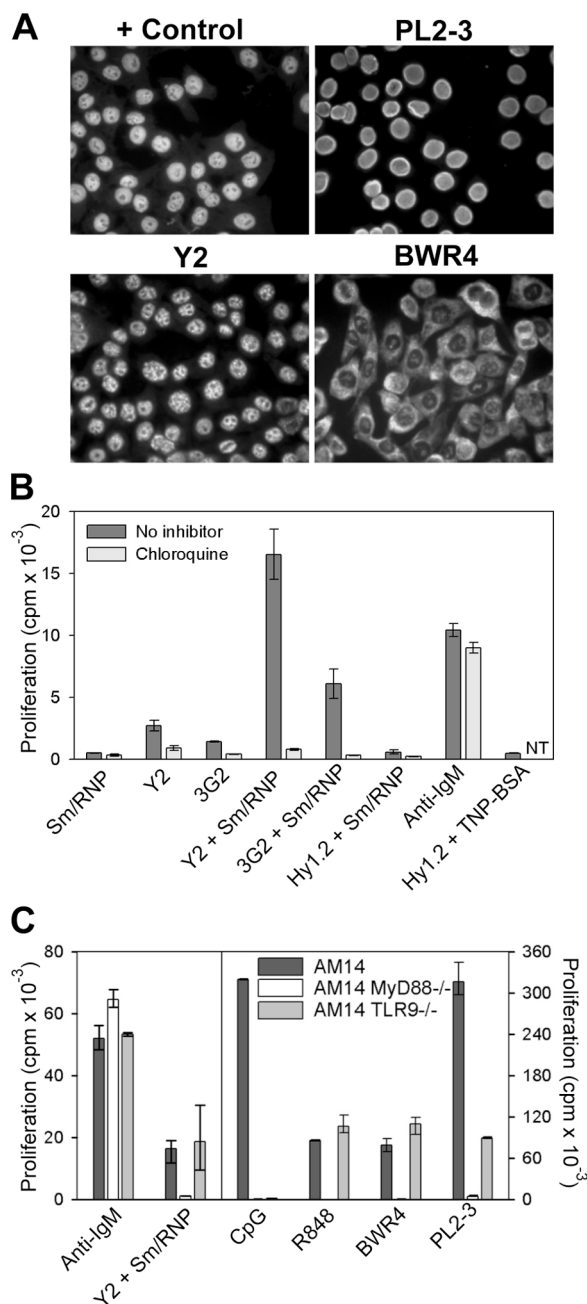 A
+ Control
PL2-3
Y2
BWR4
B
Proliferation (cpm x 10-3)
20
15
10
5
0
No inhibitor
Chloroquine
NT
Sm/RNP
Y2
3G2
Y2 + Sm/RNP
3G2 + Sm/RNP
Hy1.2 + Sm/RNP
Anti-IgM
Hy1.2 + TNP-BSA
C
Proliferation (cpm x 10-3)
80
60
40
20
0
AM14
AM14 MyD88-/-
AM14 TLR9-/-
360
300
240
180
120
60
0
Proliferation (cpm x 10-3)
Anti-IgM
Y2 + Sm/RNP
CpG
R848
BWR4
PL2-3